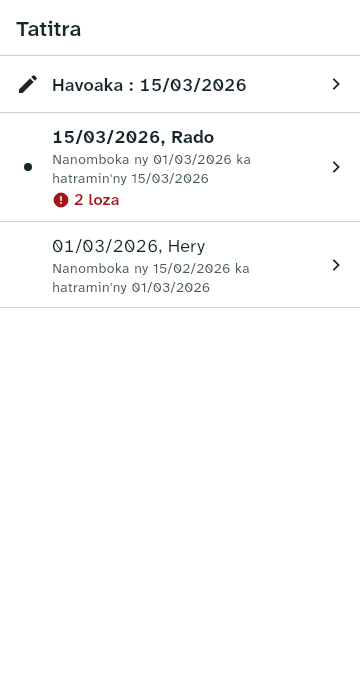 Tatitra
Havoaka : 15/03/2026
15/03/2026, Rado
Nanomboka ny 01/03/2026 ka
hatramin'ny 15/03/2026
2 loza
01/03/2026, Hery
Nanomboka ny 15/02/2026 ka
hatramin'ny 01/03/2026